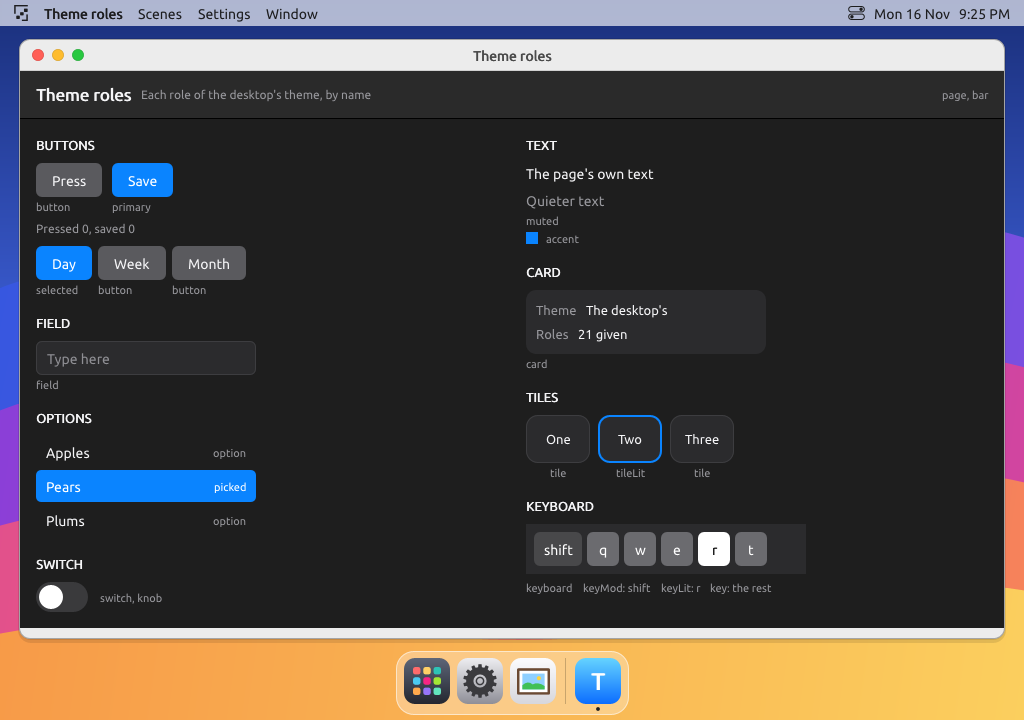 Theme roles Scenes Settings Window Mon 16 Nov 9:25 PM
Theme roles
Theme roles Each role of the desktop's theme, by name page, bar
BUTTONS
Press Save
button primary
Pressed 0, saved 0
Day Week Month
selected button button
FIELD
Type here
field
OPTIONS
Apples option
Pears picked
Plums option
SWITCH
switch, knob
TEXT
The page's own text
Quieter text
muted
accent
CARD
Theme The desktop's
Roles 21 given
card
TILES
One Two Three
tile tileLit tile
KEYBOARD
shift q w e r t
keyboard keyMod: shift keyLit: r key: the rest
T